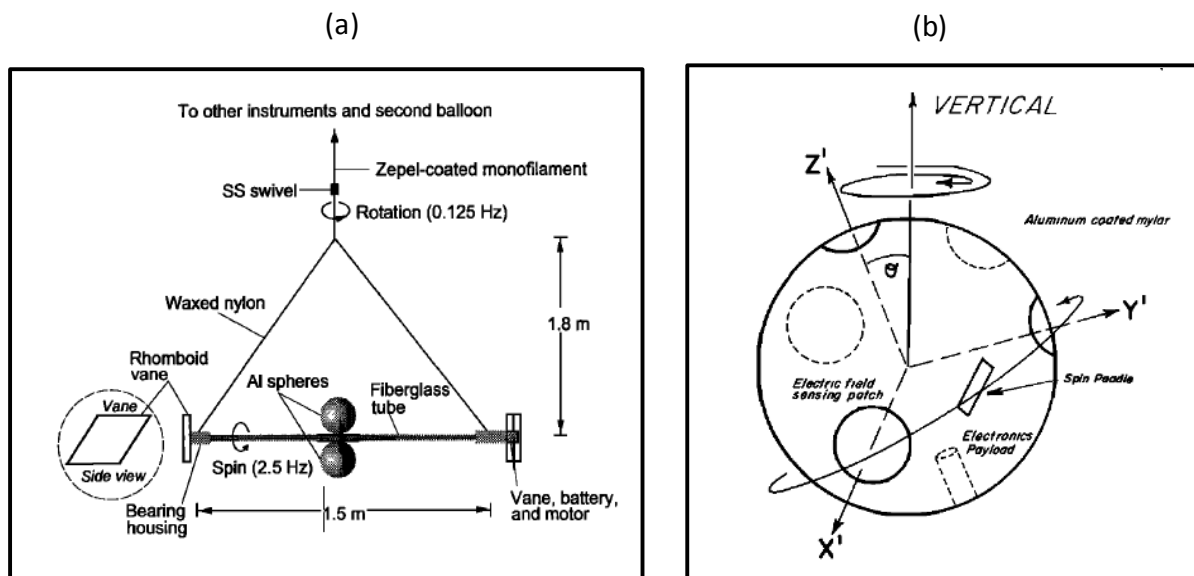 (a)
(b)
To other instruments and second balloon
Zepel-coated monofilament
SS swivel
Rotation (0.125 Hz)
Waxed nylon
1.8 m
Rhomboid
vane
Al spheres
Fiberglass
tube
Vane
Side view
Spin (2.5 Hz)
Bearing
housing
1.5 m
Vane, battery,
and motor
VERTICAL
Z'
Aluminum coated mylar
θ
Y'
Electric field
sensing patch
Spin Peadle
Electronics
Payload
X'